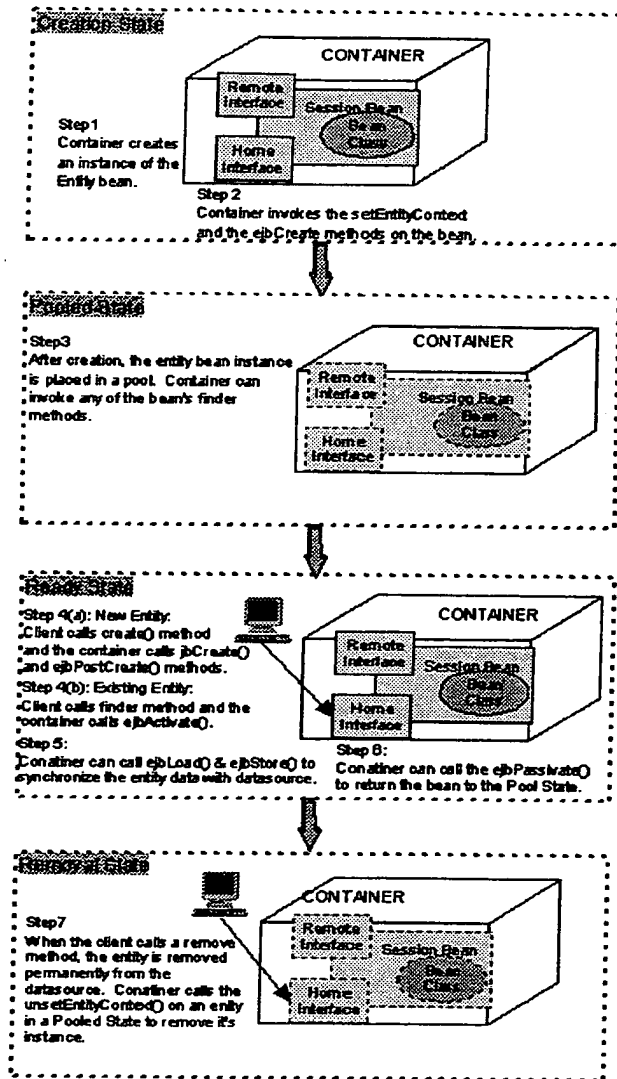 Creation State
CONTAINER
Remote
Interface
Session Bean
Bean
Class
Home
Interface
Step1
Container creates
an instance of the
Entity bean.
Step 2
Container invokes the setEntityContext
and the ejbCreate methods on the bean.
Pooled State
Step3
After creation, the entity bean instance
is placed in a pool. Container can
invoke any of the bean's finder
methods.
CONTAINER
Remote
Interface
Session Bean
Bean
Class
Home
Interface
Ready State
Step 4(a): New Entity:
Client calls create() method
and the container calls jbCreate()
and ejbPostCreate() methods.
Step 4(b): Existing Entity:
Client calls finder method and the
container calls ejbActivate().
Step 5:
Conatiner can call ejbLoad() & ejbStore() to
synchronize the entity data with datasource.
CONTAINER
Remote
Interface
Session Bean
Bean
Class
Home
Interface
Step 6:
Conatiner can call the ejbPassivate()
to return the bean to the Pool State.
Removal State
Step7
When the client calls a remove
method, the entity is removed
permanently from the
datasource. Conatiner calls the
unsetEntityContext() on an enity
in a Pooled State to remove it's
instance.
CONTAINER
Remote
Interface
Session Bean
Bean
Class
Home
Interface